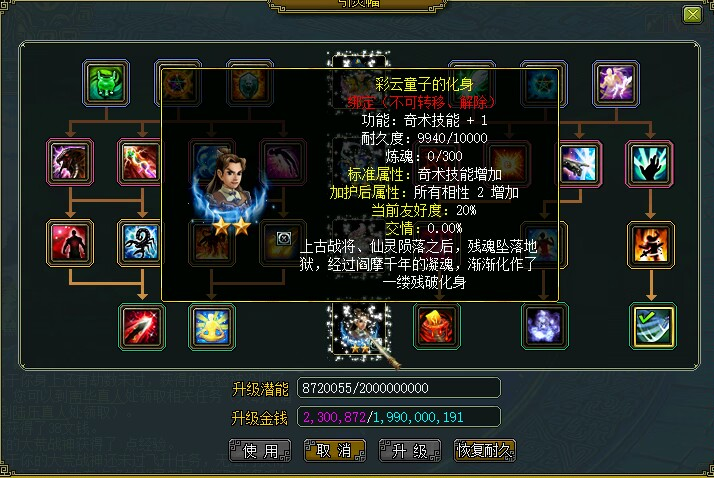 引灵幡
彩云童子的化身
绑定（不可转移、解除）
功能：奇术技能 + 1
耐久度：9940/10000
炼魂：0/300
标准属性：奇术技能增加
加护后属性：所有相性 2 增加
当前友好度：20%
交情：0.00%
上古战将、仙灵陨落之后，残魂坠落地
狱，经过阎摩千年的凝魂，渐渐化作了
一缕残破化身
升级潜能 8720055/2000000000
升级金钱 2,300,872/1,990,000,191
使用 取消 升级 恢复耐久